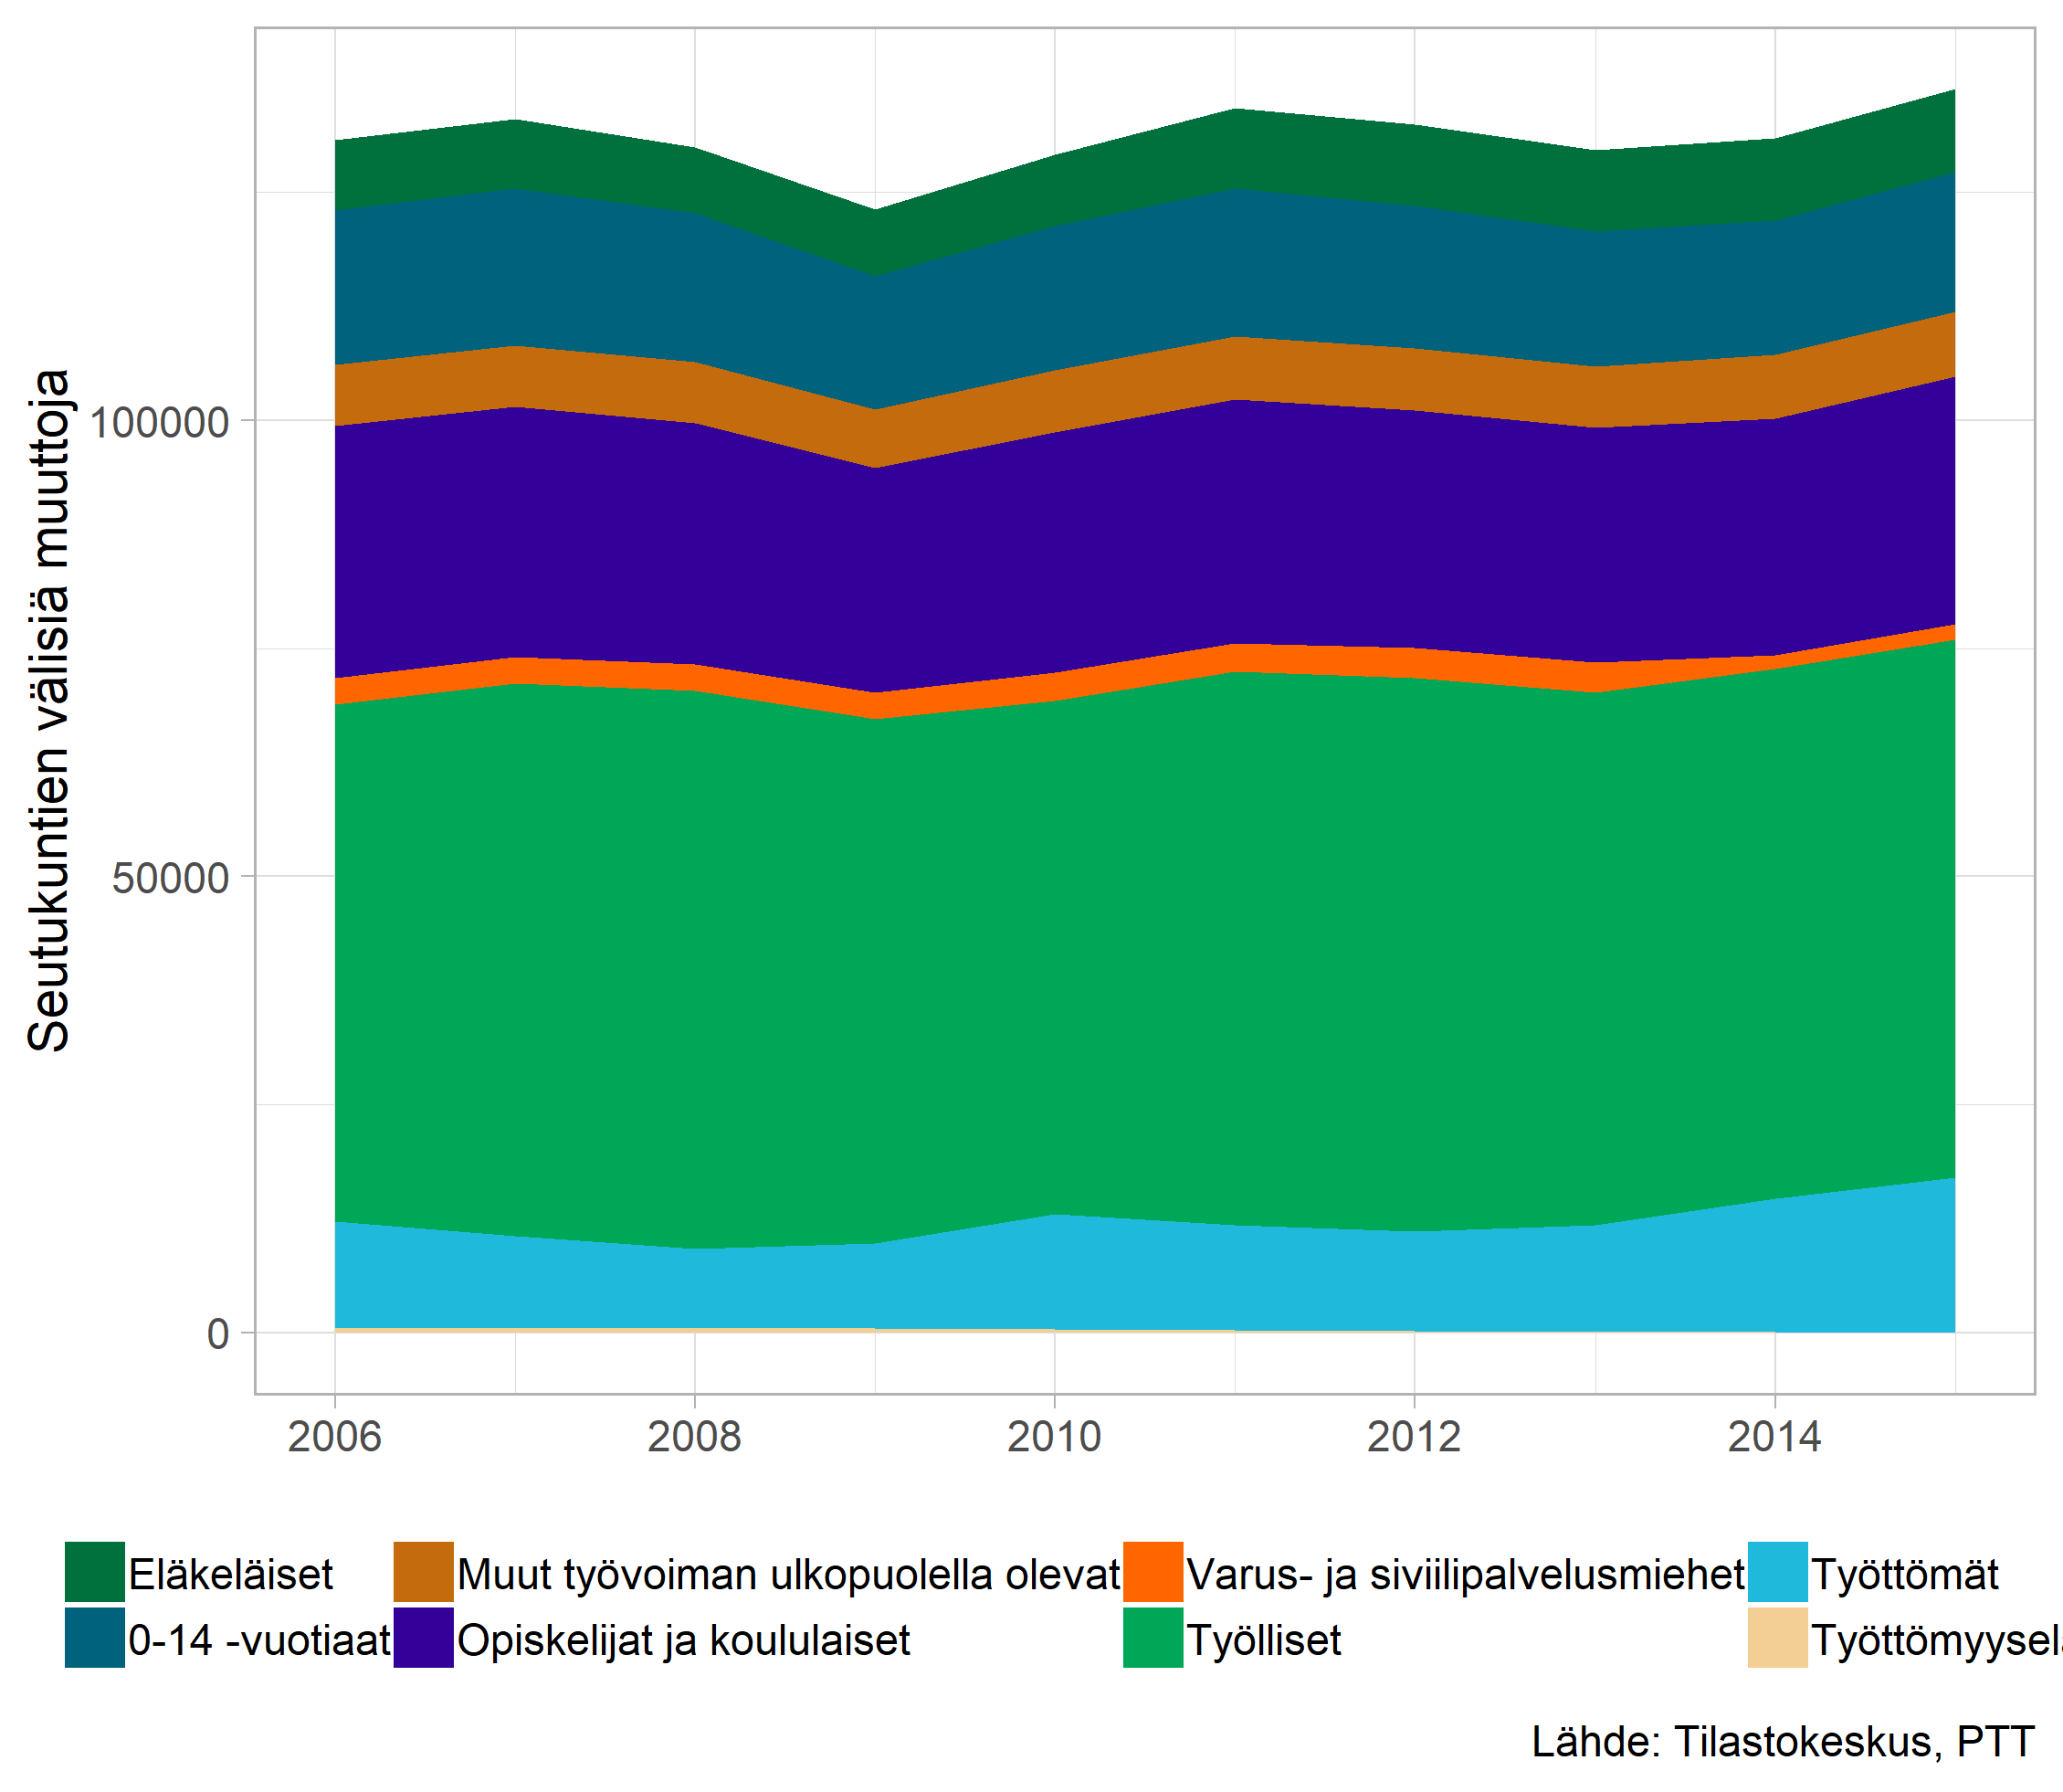 Seutukuntien välisiä muuttoja
100000
50000
0
2006 2008 2010 2012 2014
Eläkeläiset Muut työvoiman ulkopuolella olevat Varus- ja siviilipalvelusmiehet Työttömät
0-14 -vuotiaat Opiskelijat ja koululaiset Työlliset
Lähde: Tilastokeskus, PTT